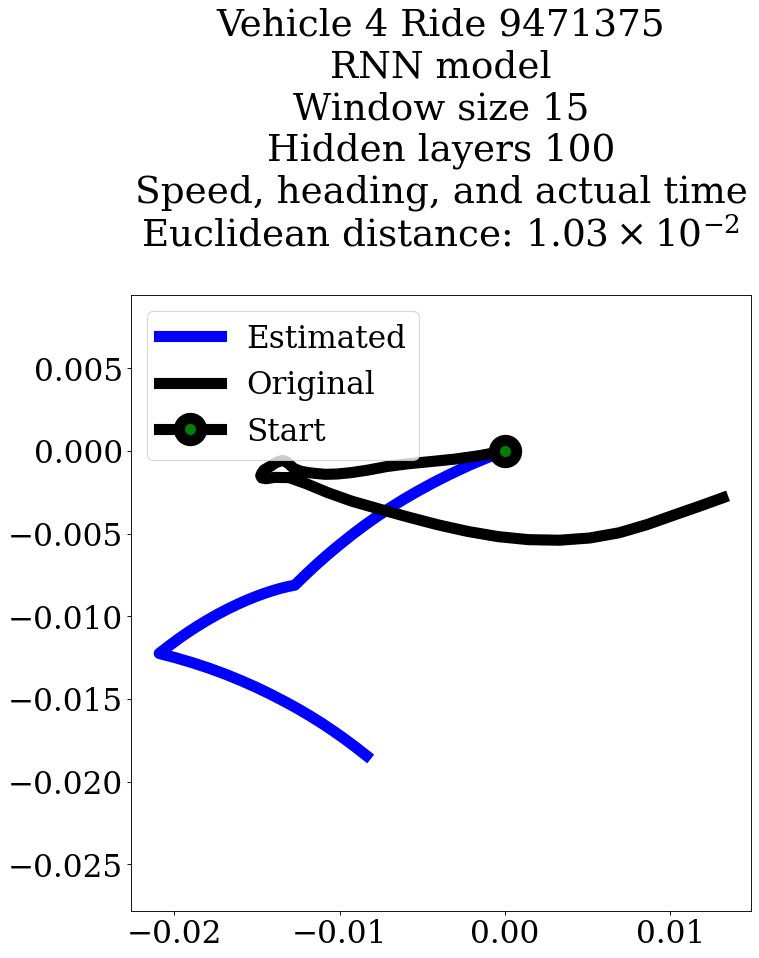 Vehicle 4 Ride 9471375
RNN model
Window size 15
Hidden layers 100
Speed, heading, and actual time
Euclidean distance: 1.03 × 10⁻²
Estimated
Original
Start
0.005
0.000
−0.005
−0.010
−0.015
−0.020
−0.025
−0.02 −0.01 0.00 0.01